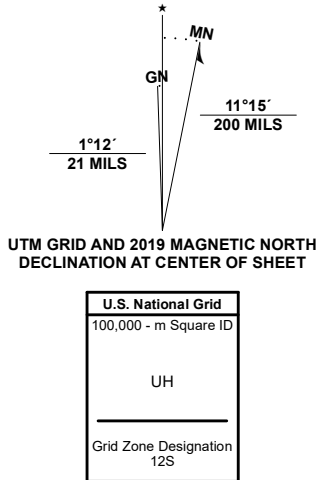 ★
MN
GN
11°15´
200 MILS
1°12´
21 MILS
UTM GRID AND 2019 MAGNETIC NORTH
DECLINATION AT CENTER OF SHEET
U.S. National Grid
100,000 - m Square ID
UH
Grid Zone Designation
12S